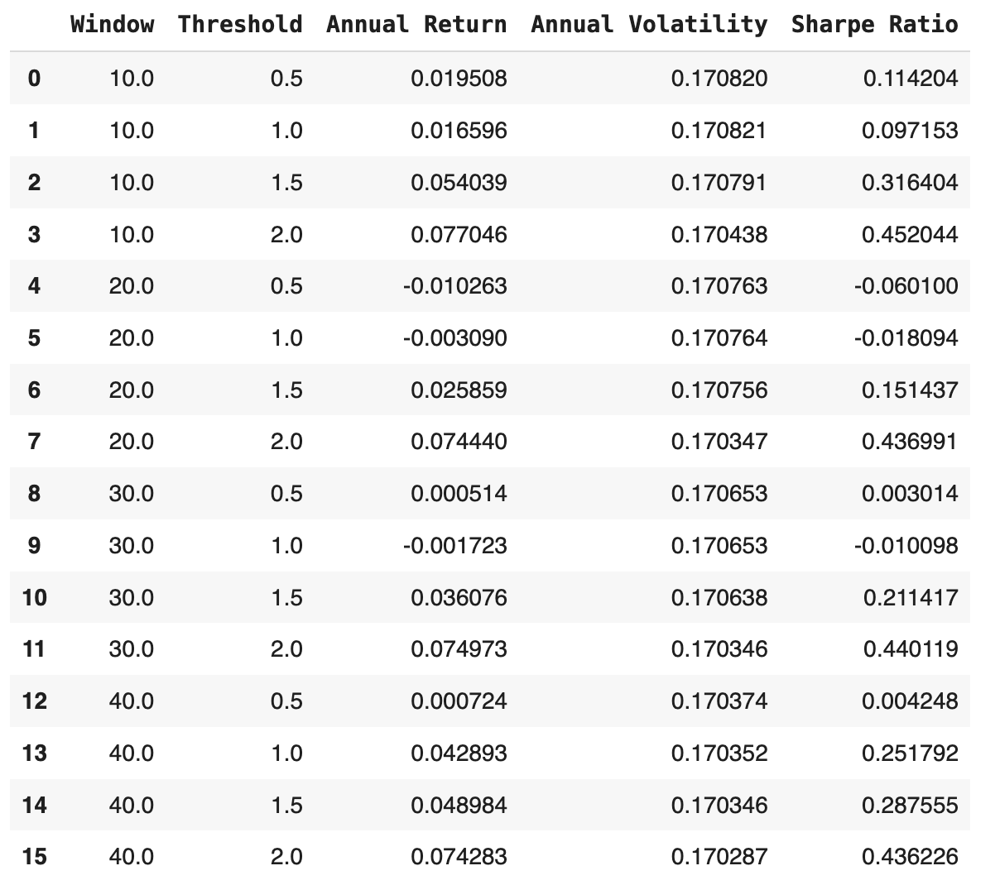 Window Threshold Annual Return Annual Volatility Sharpe Ratio
0 10.0 0.5 0.019508 0.170820 0.114204
1 10.0 1.0 0.016596 0.170821 0.097153
2 10.0 1.5 0.054039 0.170791 0.316404
3 10.0 2.0 0.077046 0.170438 0.452044
4 20.0 0.5 -0.010263 0.170763 -0.060100
5 20.0 1.0 -0.003090 0.170764 -0.018094
6 20.0 1.5 0.025859 0.170756 0.151437
7 20.0 2.0 0.074440 0.170347 0.436991
8 30.0 0.5 0.000514 0.170653 0.003014
9 30.0 1.0 -0.001723 0.170653 -0.010098
10 30.0 1.5 0.036076 0.170638 0.211417
11 30.0 2.0 0.074973 0.170346 0.440119
12 40.0 0.5 0.000724 0.170374 0.004248
13 40.0 1.0 0.042893 0.170352 0.251792
14 40.0 1.5 0.048984 0.170346 0.287555
15 40.0 2.0 0.074283 0.170287 0.436226